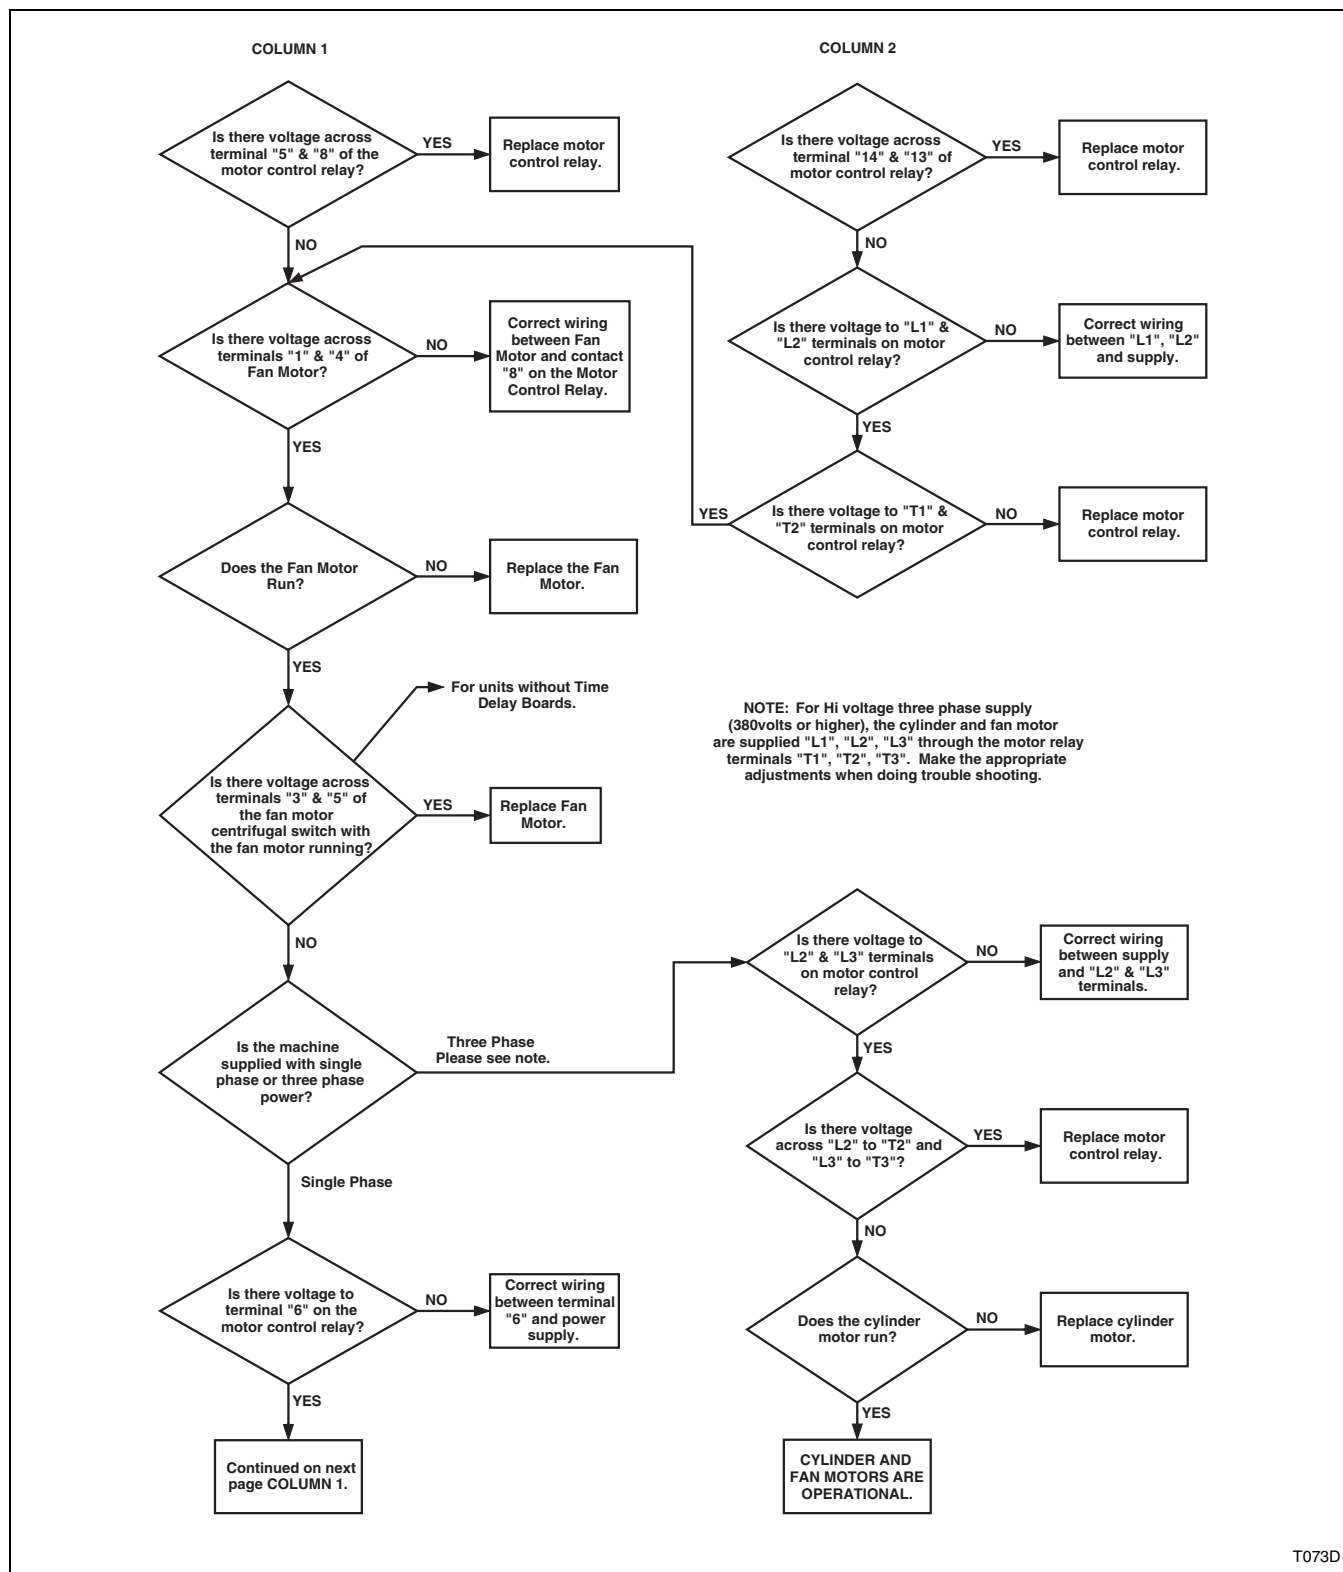 COLUMN 1
Is there voltage across
terminal "5" & "8" of the
motor control relay?
YES
Replace motor
control relay.
NO
Is there voltage across
terminals "1" & "4" of
Fan Motor?
NO
Correct wiring
between Fan
Motor and contact
"8" on the Motor
Control Relay.
YES
Does the Fan Motor
Run?
NO
Replace the Fan
Motor.
YES
For units without Time
Delay Boards.
Is there voltage across
terminals "3" & "5" of
the fan motor
centrifugal switch with
the fan motor running?
YES
Replace Fan
Motor.
NO
Is the machine
supplied with single
phase or three phase
power?
Three Phase
Please see note.
Single Phase
Is there voltage to
terminal "6" on the
motor control relay?
NO
Correct wiring
between terminal
"6" and power
supply.
YES
Continued on next
page COLUMN 1.
COLUMN 2
Is there voltage across
terminal "14" & "13" of
motor control relay?
YES
Replace motor
control relay.
NO
Is there voltage to "L1" &
"L2" terminals on motor
control relay?
NO
Correct wiring
between "L1", "L2"
and supply.
YES
Is there voltage to "T1" &
"T2" terminals on motor
control relay?
YES
NO
Replace motor
control relay.
NOTE: For Hi voltage three phase supply
(380volts or higher), the cylinder and fan motor
are supplied "L1", "L2", "L3" through the motor relay
terminals "T1", "T2", "T3". Make the appropriate
adjustments when doing trouble shooting.
Is there voltage to
"L2" & "L3" terminals
on motor control
relay?
NO
Correct wiring
between supply
and "L2" & "L3"
terminals.
YES
Is there voltage
across "L2" to "T2" and
"L3" to "T3"?
YES
Replace motor
control relay.
NO
Does the cylinder
motor run?
NO
Replace cylinder
motor.
YES
CYLINDER AND
FAN MOTORS ARE
OPERATIONAL.
T073D